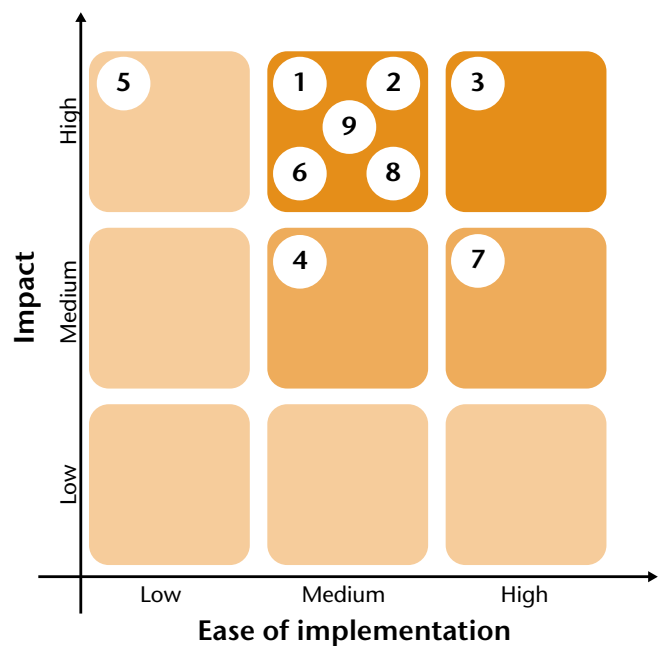 5
1
2
3
9
6
8
4
7
High
Medium
Low
Impact
Low
Medium
High
Ease of implementation